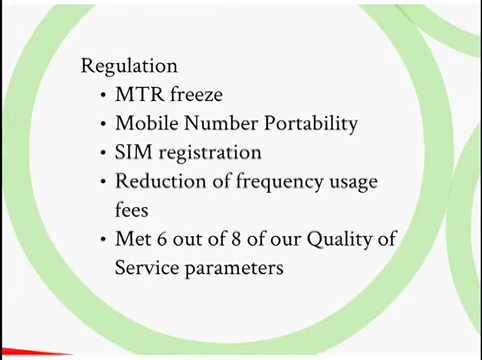 Regulation
• MTR freeze
• Mobile Number Portability
• SIM registration
• Reduction of frequency usage
fees
• Met 6 out of 8 of our Quality of
Service parameters